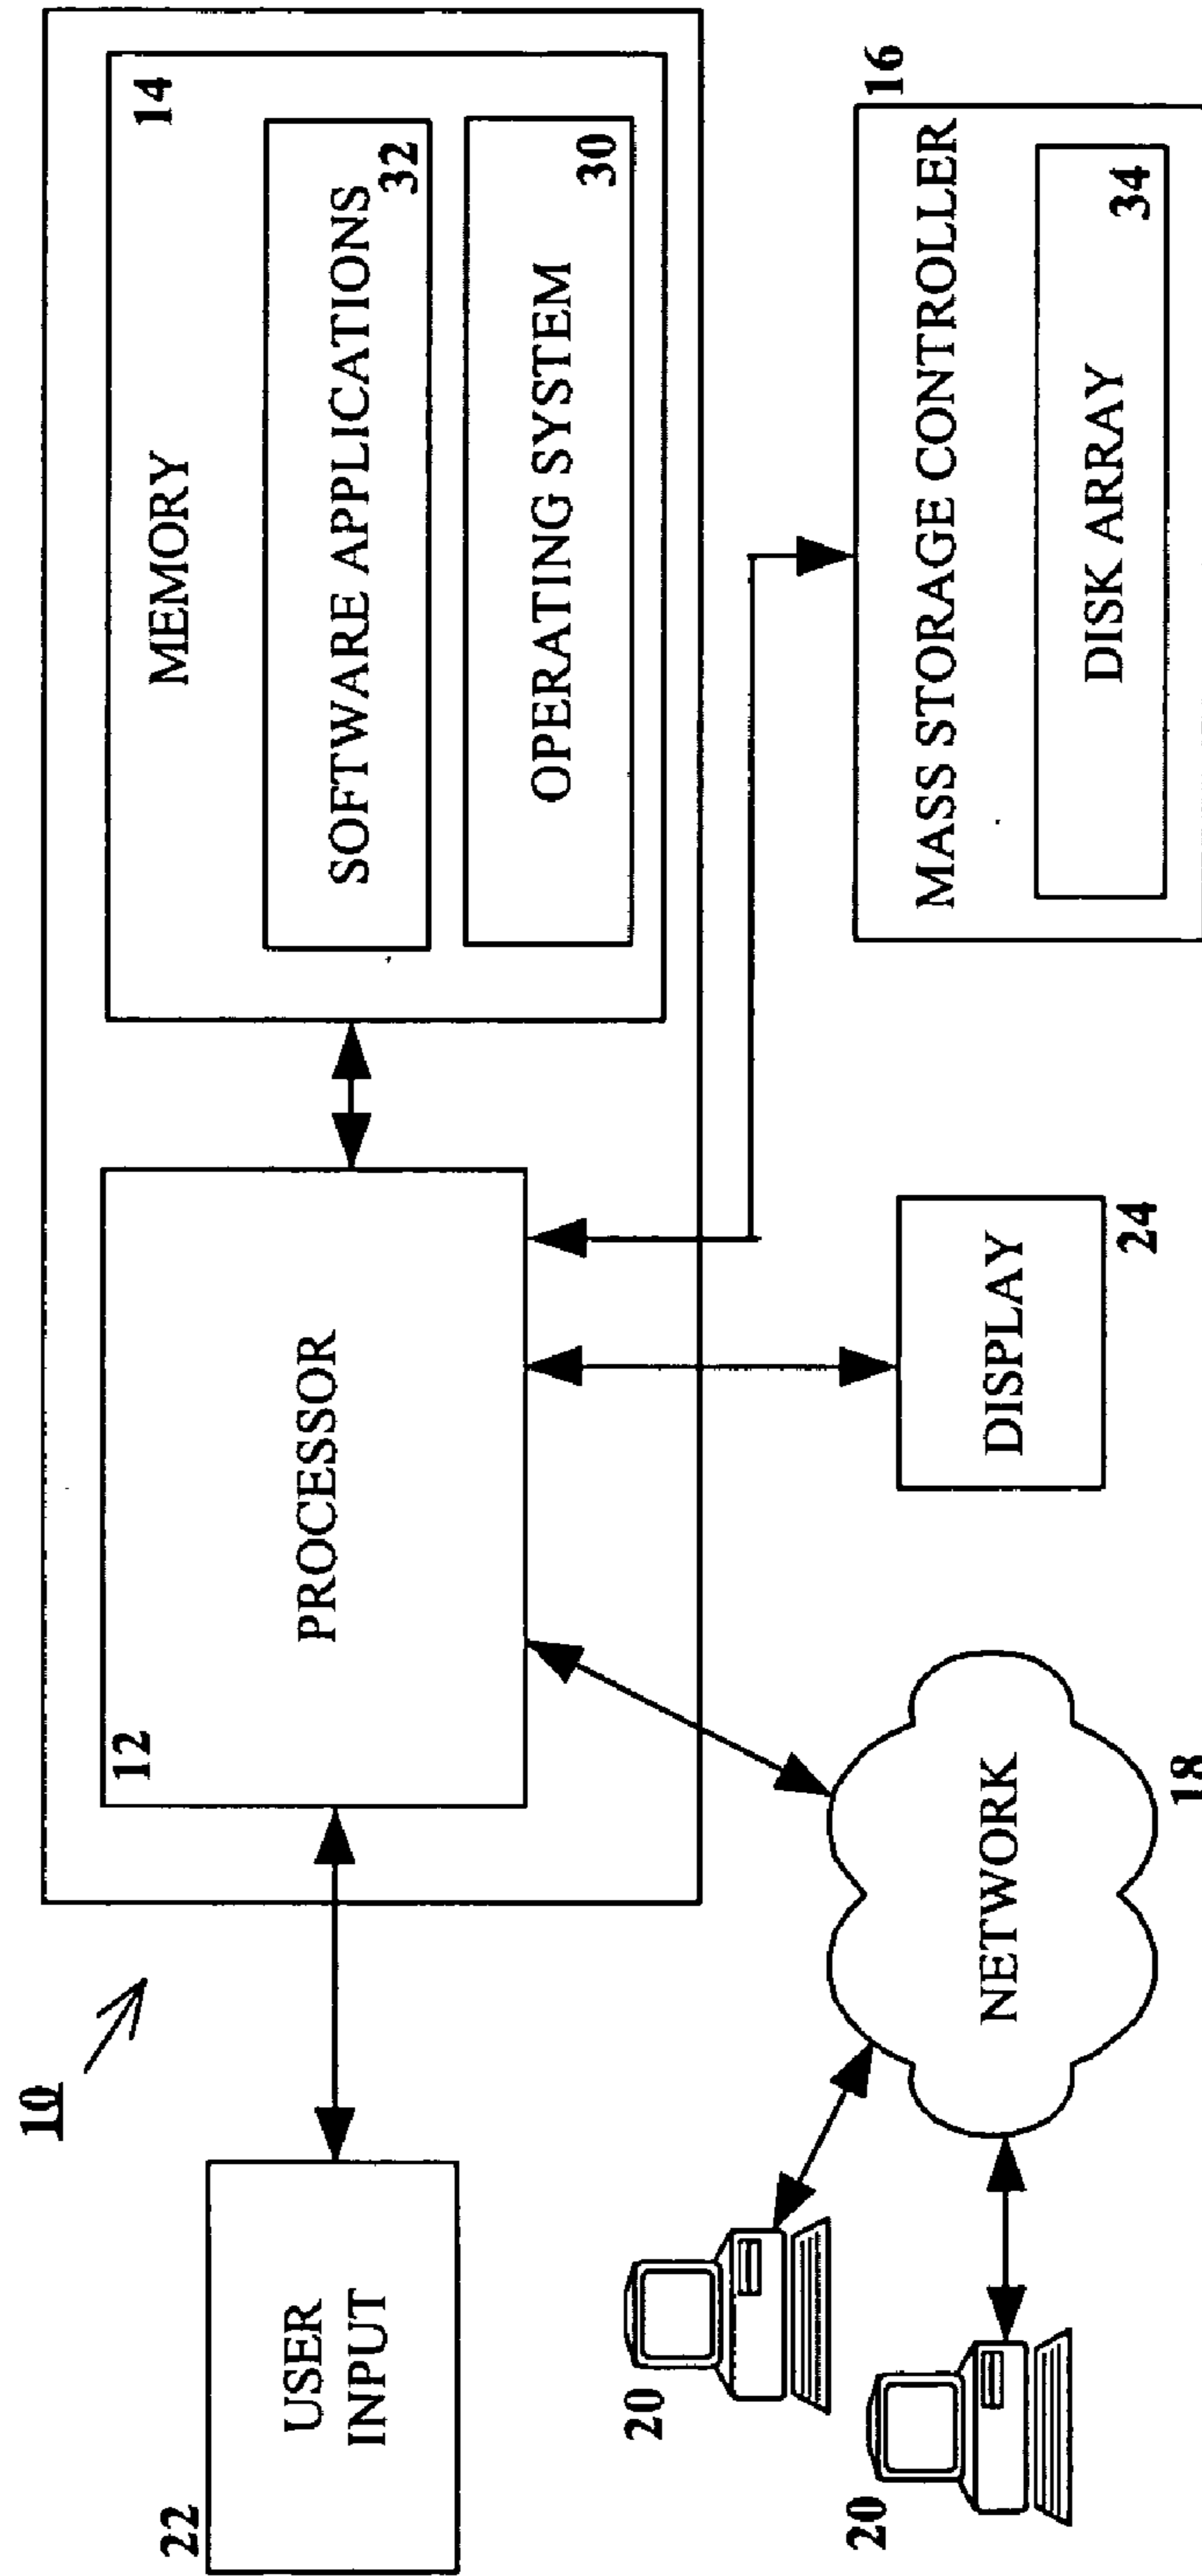 10
22
USER
INPUT
12
PROCESSOR
MEMORY
14
SOFTWARE APPLICATIONS
32
OPERATING SYSTEM
30
20
20
NETWORK
18
DISPLAY
24
MASS STORAGE CONTROLLER
16
DISK ARRAY
34